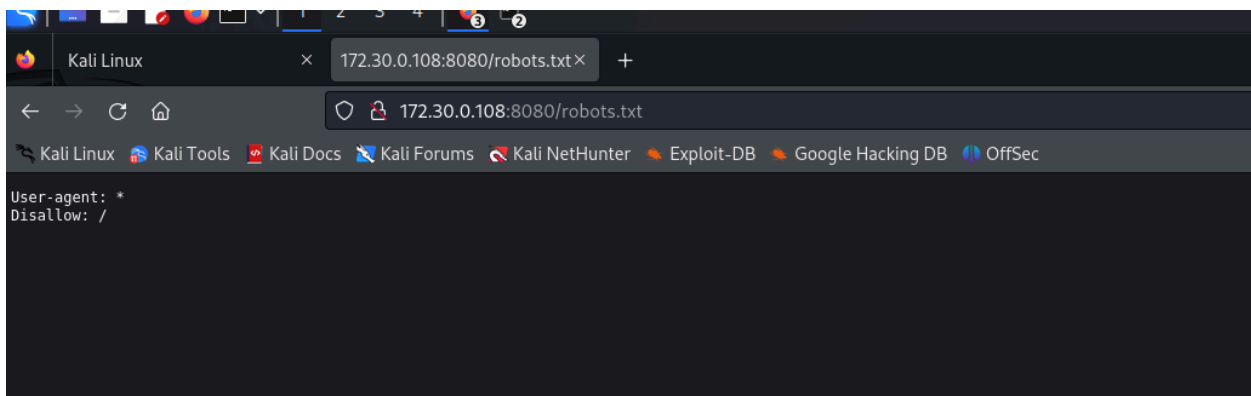 1 2 3 4 3 2
Kali Linux × 172.30.0.108:8080/robots.txt × +
172.30.0.108:8080/robots.txt
Kali Linux Kali Tools Kali Docs Kali Forums Kali NetHunter Exploit-DB Google Hacking DB OffSec
User-agent: *
Disallow: /